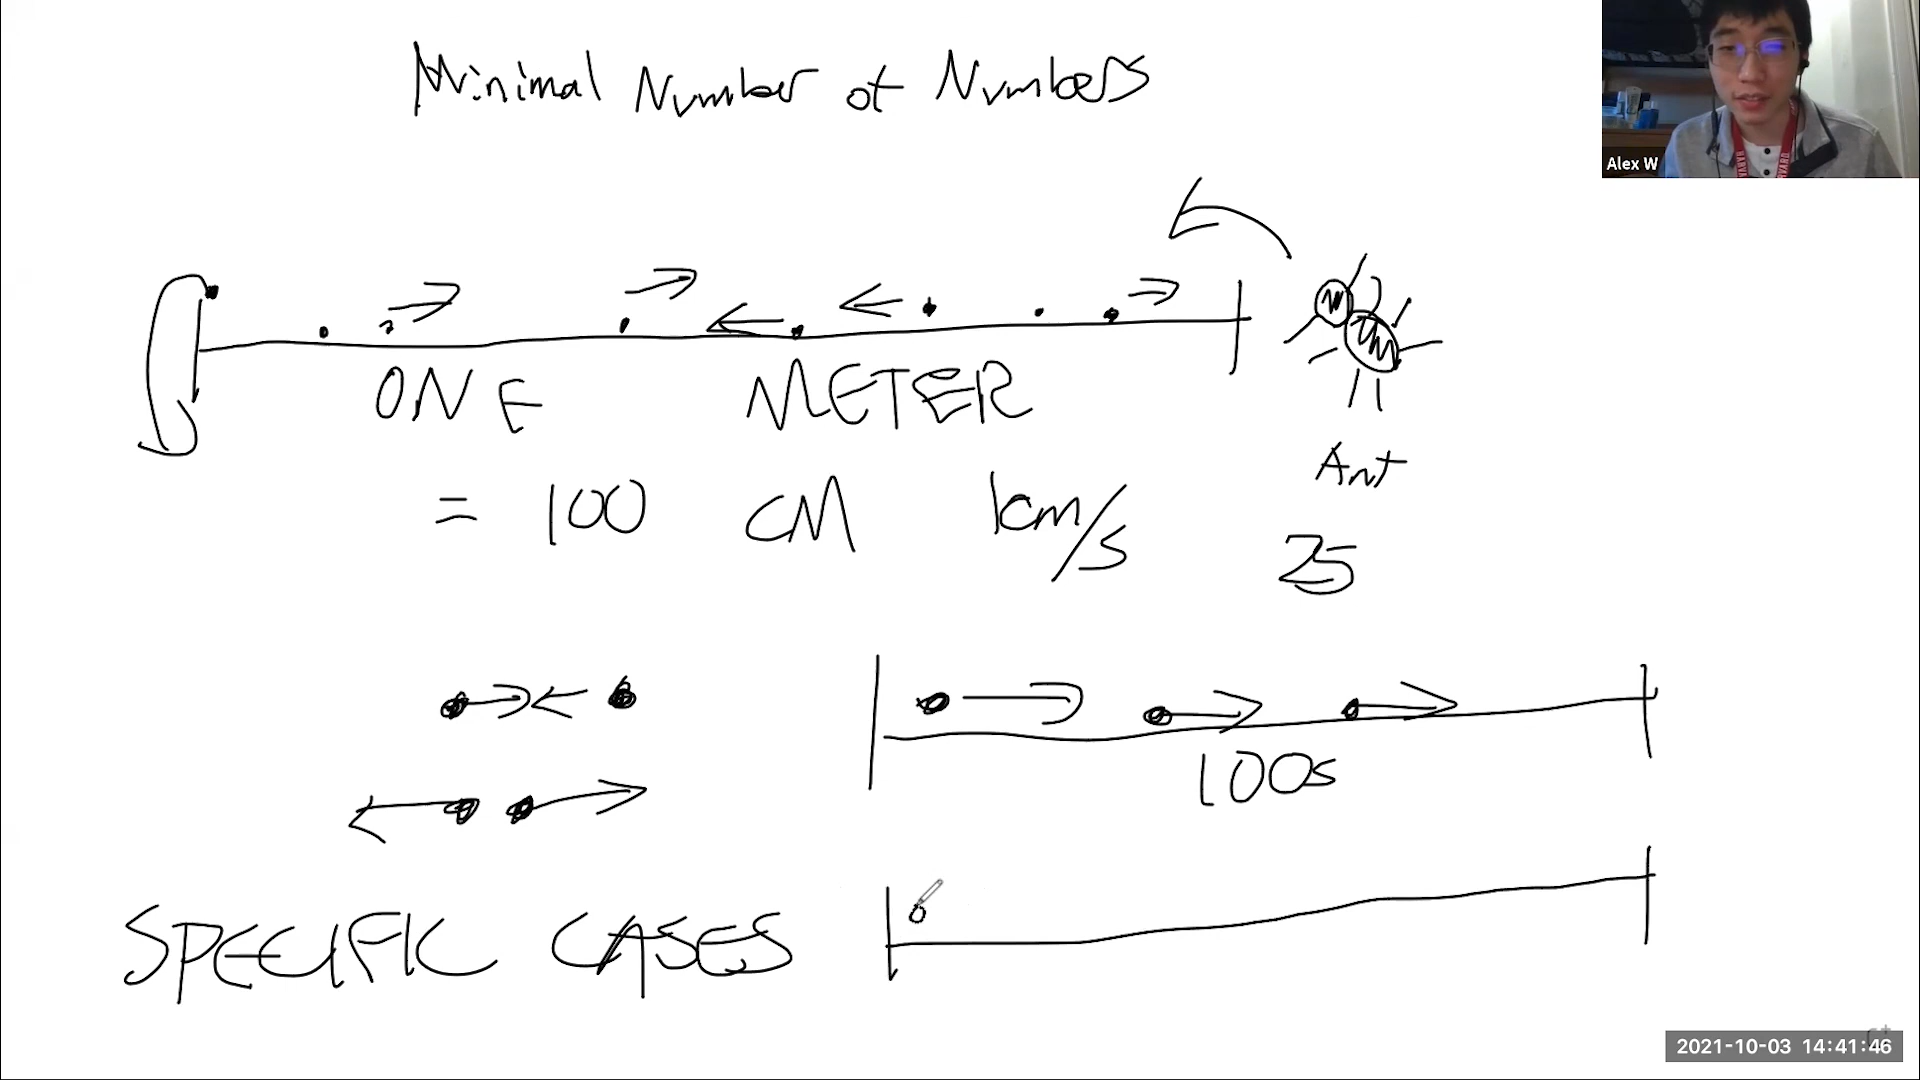 Minimal Number of Numbers
Alex W
HARVARD
ONE METER
= 100 CM 1cm/s
Ant
25
100s
SPECIFIC CASES
2021-10-03 14:41:46